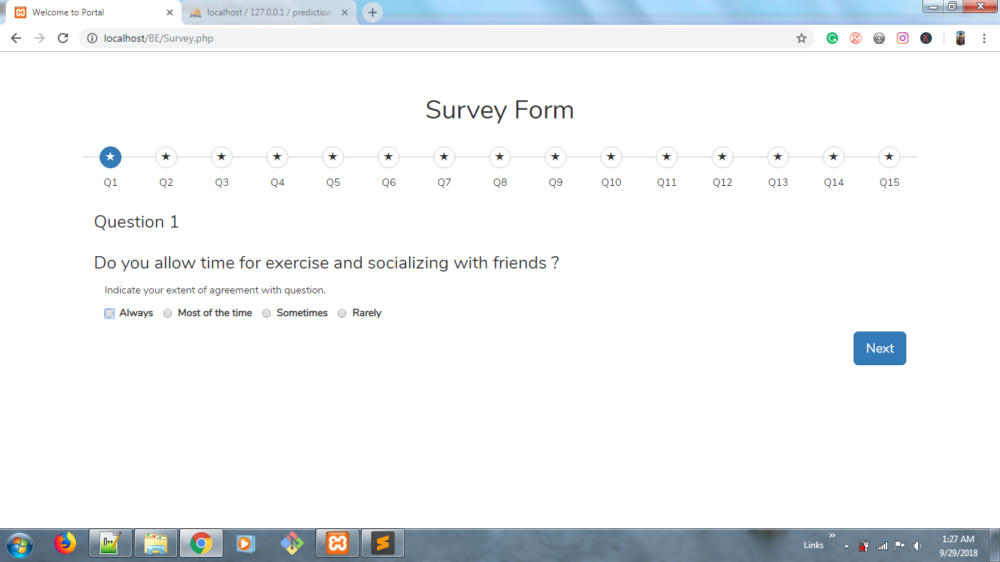 Welcome to Portal
localhost / 127.0.0.1 / prediction
PMA
localhost/BE/Survey.php
Survey Form
Q1 Q2 Q3 Q4 Q5 Q6 Q7 Q8 Q9 Q10 Q11 Q12 Q13 Q14 Q15
Question 1
Do you allow time for exercise and socializing with friends ?
Indicate your extent of agreement with question.
Always Most of the time Sometimes Rarely
Next
Links
1:27 AM
9/29/2018